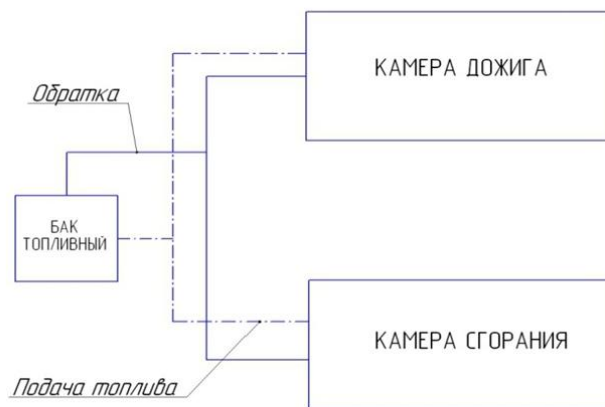 КАМЕРА ДОЖИГА
Обратка
БАК
ТОПЛИВНЫЙ
КАМЕРА СГОРАНИЯ
Подача топлива